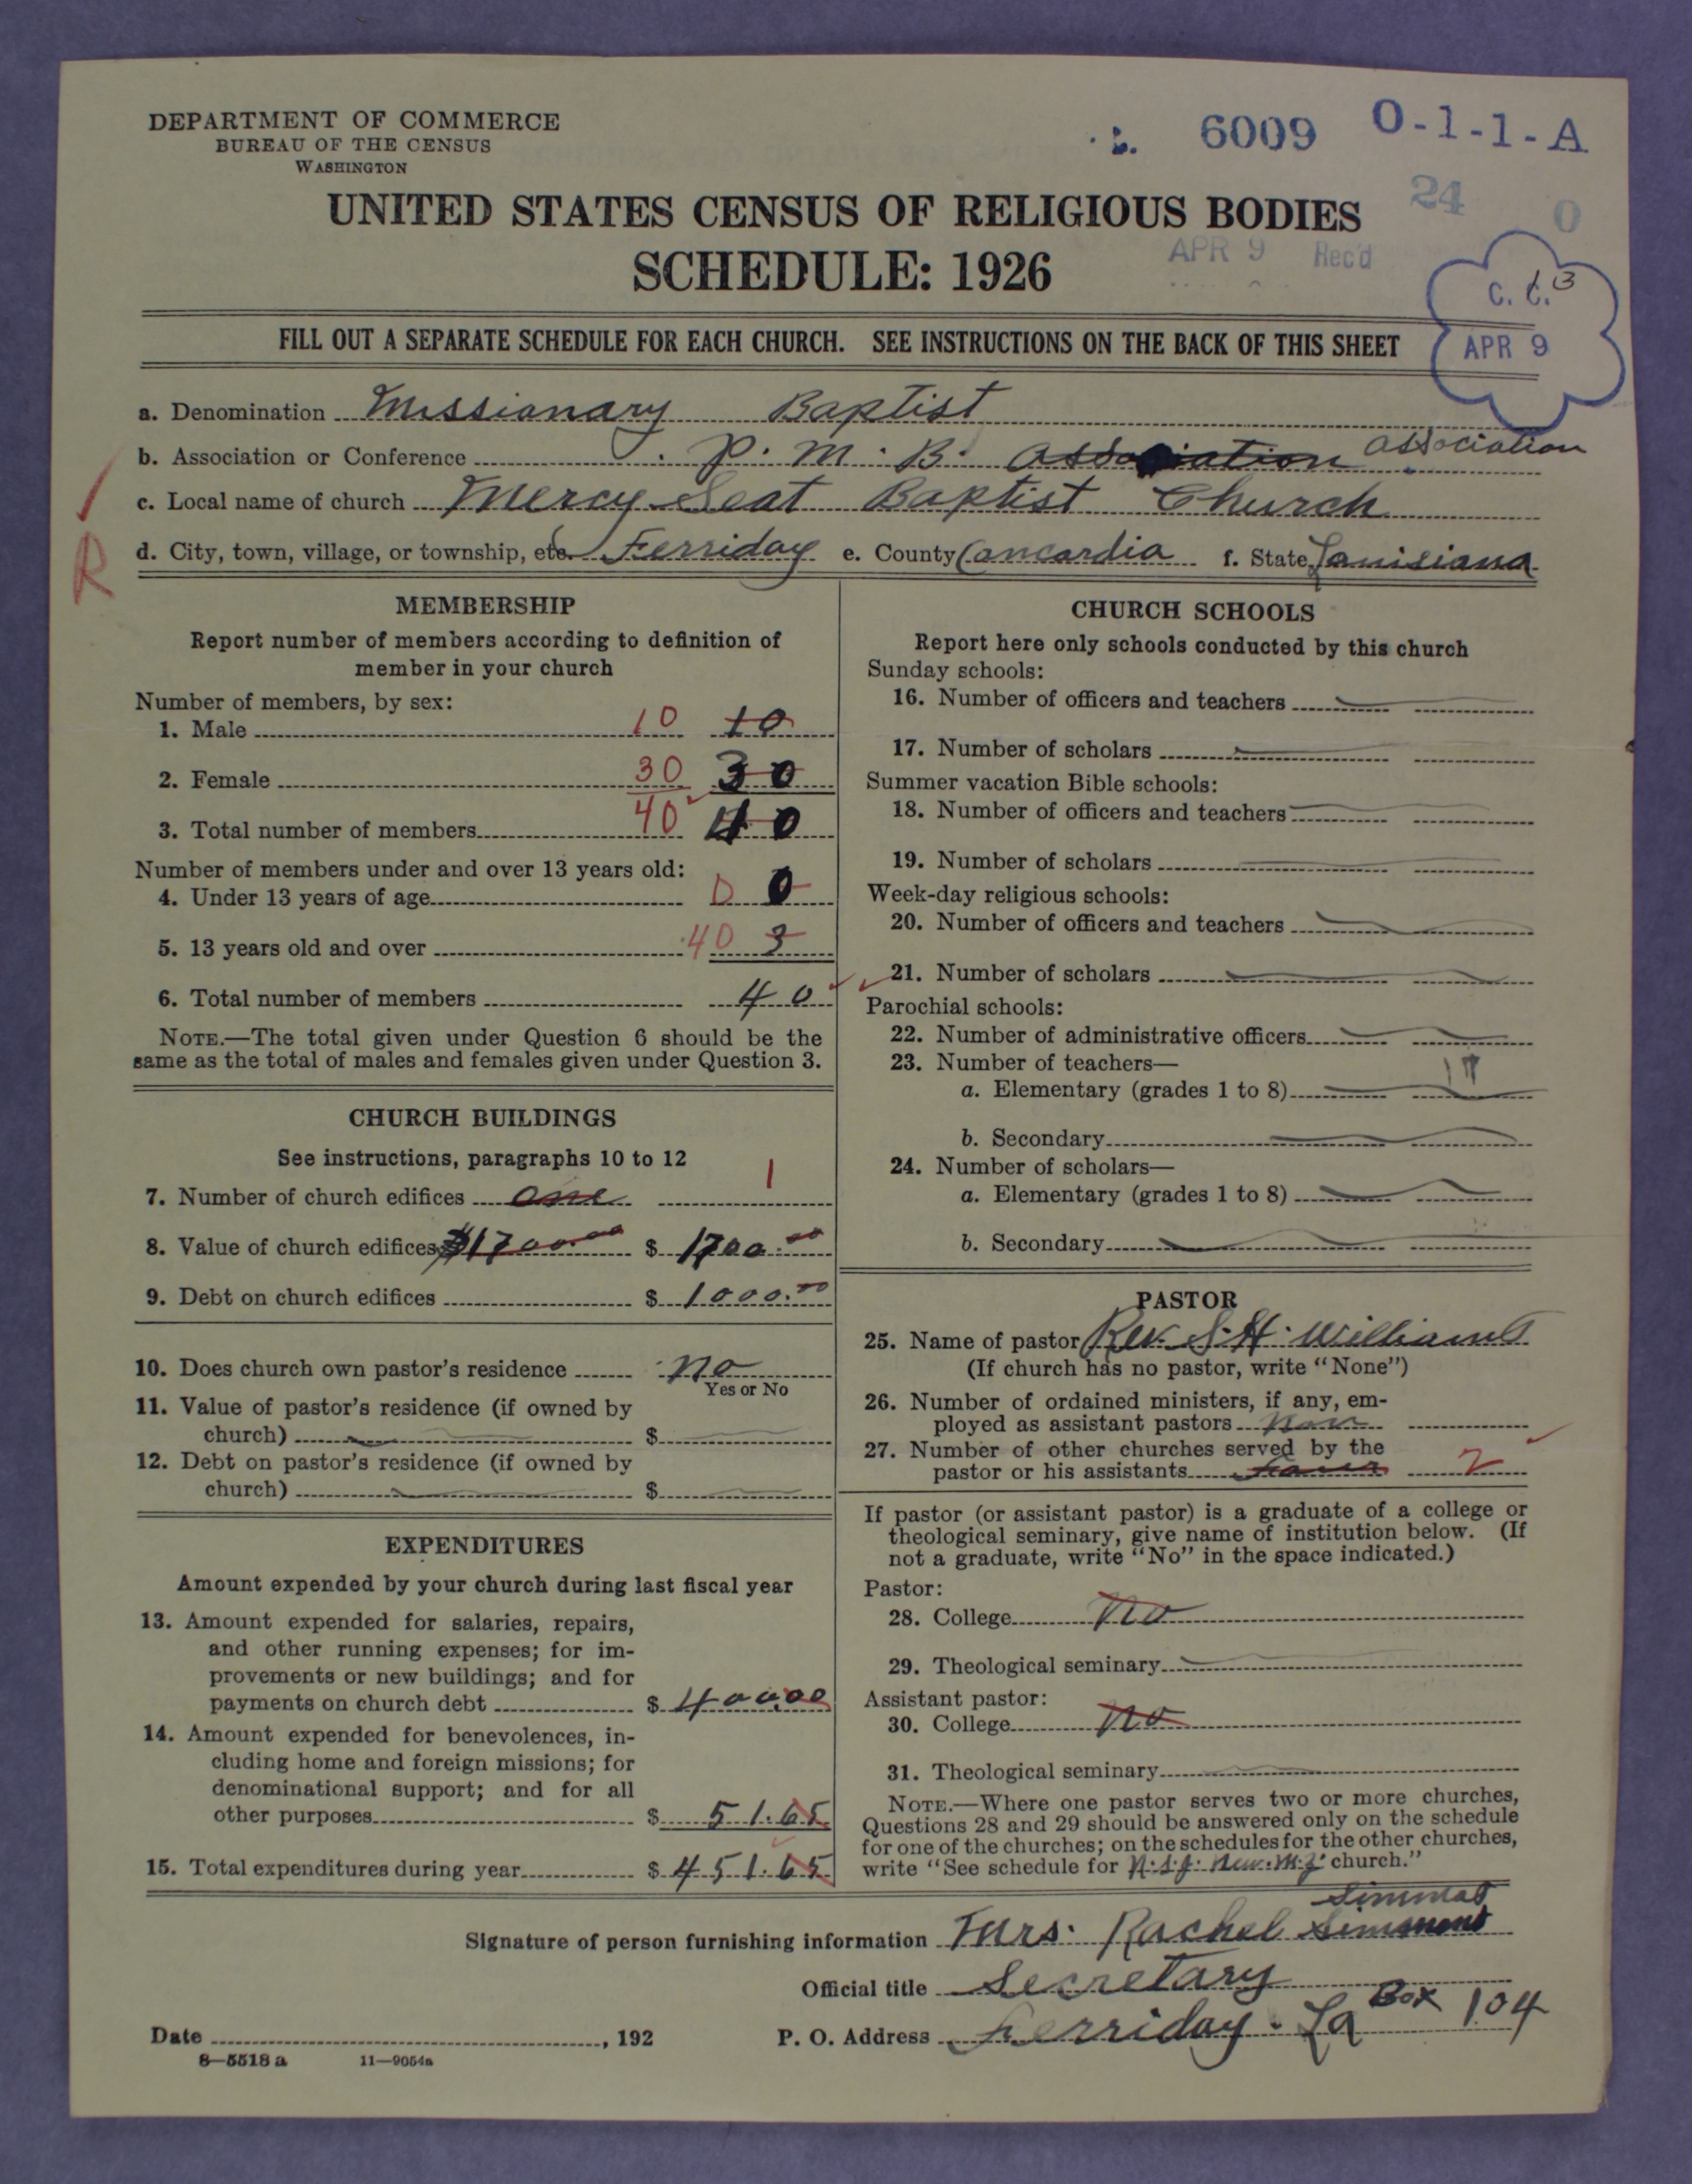 DEPARTMENT OF COMMERCE
BUREAU OF THE CENSUS
WASHINGTON
6009 0-1-1-A
24 0
UNITED STATES CENSUS OF RELIGIOUS BODIES
APR 9 Rec'd
SCHEDULE: 1926
C. C. 13
APR 9
FILL OUT A SEPARATE SCHEDULE FOR EACH CHURCH. SEE INSTRUCTIONS ON THE BACK OF THIS SHEET
a. Denomination Missionary Baptist
b. Association or Conference P. M. B. Association Association
c. Local name of church Mercy Seat Baptist Church
d. City, town, village, or township, etc. Ferriday e. County Concordia f. State Louisiana
R
MEMBERSHIP
Report number of members according to definition of
member in your church
Number of members, by sex:
1. Male 10 10
2. Female 30 30
3. Total number of members 40 40
Number of members under and over 13 years old:
4. Under 13 years of age 0 0
5. 13 years old and over 40 3
6. Total number of members 40
NOTE.—The total given under Question 6 should be the
same as the total of males and females given under Question 3.
CHURCH BUILDINGS
See instructions, paragraphs 10 to 12
7. Number of church edifices one 1
8. Value of church edifices $1700.00 $ 1700.00
9. Debt on church edifices $ 1000.00
10. Does church own pastor's residence no
Yes or No
11. Value of pastor's residence (if owned by
church) $
12. Debt on pastor's residence (if owned by
church) $
EXPENDITURES
Amount expended by your church during last fiscal year
13. Amount expended for salaries, repairs,
and other running expenses; for im-
provements or new buildings; and for
payments on church debt $ 400.00
14. Amount expended for benevolences, in-
cluding home and foreign missions; for
denominational support; and for all
other purposes $ 51.65
15. Total expenditures during year $ 451.65
CHURCH SCHOOLS
Report here only schools conducted by this church
Sunday schools:
16. Number of officers and teachers
17. Number of scholars
Summer vacation Bible schools:
18. Number of officers and teachers
19. Number of scholars
Week-day religious schools:
20. Number of officers and teachers
21. Number of scholars
Parochial schools:
22. Number of administrative officers
23. Number of teachers—
a. Elementary (grades 1 to 8)
b. Secondary
24. Number of scholars—
a. Elementary (grades 1 to 8)
b. Secondary
PASTOR
25. Name of pastor Rev. S. H. Williams
(If church has no pastor, write "None")
26. Number of ordained ministers, if any, em-
ployed as assistant pastors
27. Number of other churches served by the
pastor or his assistants 2
If pastor (or assistant pastor) is a graduate of a college or
theological seminary, give name of institution below. (If
not a graduate, write "No" in the space indicated.)
Pastor:
28. College No
29. Theological seminary
Assistant pastor:
30. College No
31. Theological seminary
NOTE.—Where one pastor serves two or more churches,
Questions 28 and 29 should be answered only on the schedule
for one of the churches; on the schedules for the other churches,
write "See schedule for church."
Signature of person furnishing information Mrs. Rachel Simmons
Official title Secretary
Date , 192
P. O. Address Ferriday. La Box 104
8—5518 a 11—9054a